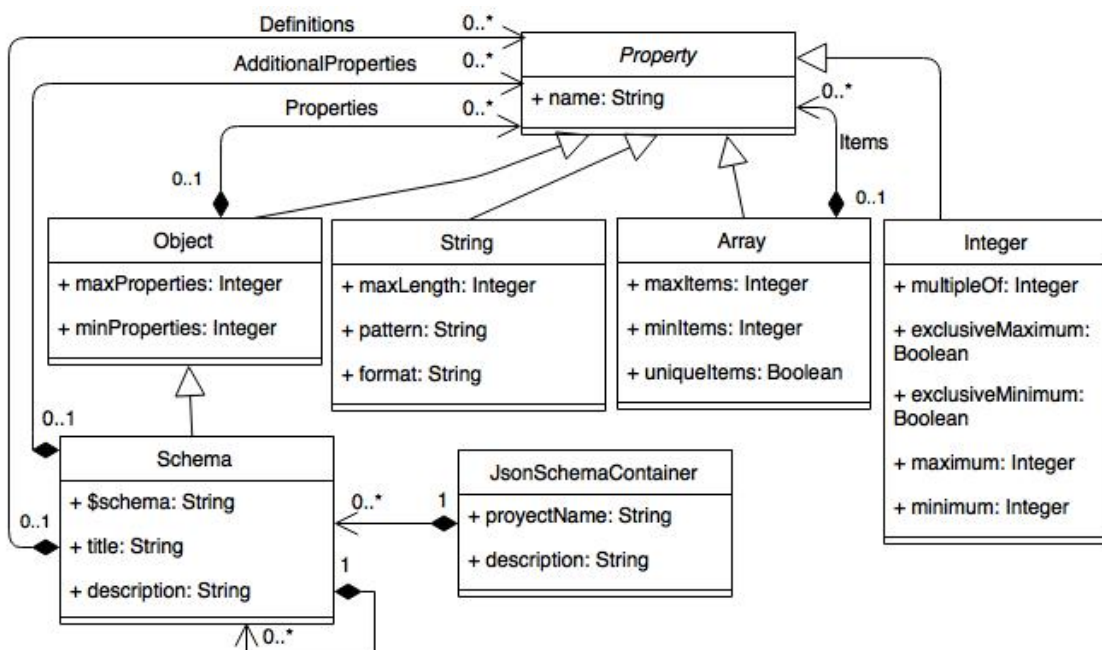 Definitions
0..*
AdditionalProperties
0..*
Properties
0..*
Property
+ name: String
0..*
Items
0..1
0..1
Object
+ maxProperties: Integer
+ minProperties: Integer
String
+ maxLength: Integer
+ pattern: String
+ format: String
Array
+ maxItems: Integer
+ minItems: Integer
+ uniqueItems: Boolean
Integer
+ multipleOf: Integer
+ exclusiveMaximum:
Boolean
+ exclusiveMinimum:
Boolean
+ maximum: Integer
+ minimum: Integer
0..1
0..1
Schema
+ $schema: String
+ title: String
+ description: String
0..*
1
JsonSchemaContainer
+ proyectName: String
+ description: String
1
0..*